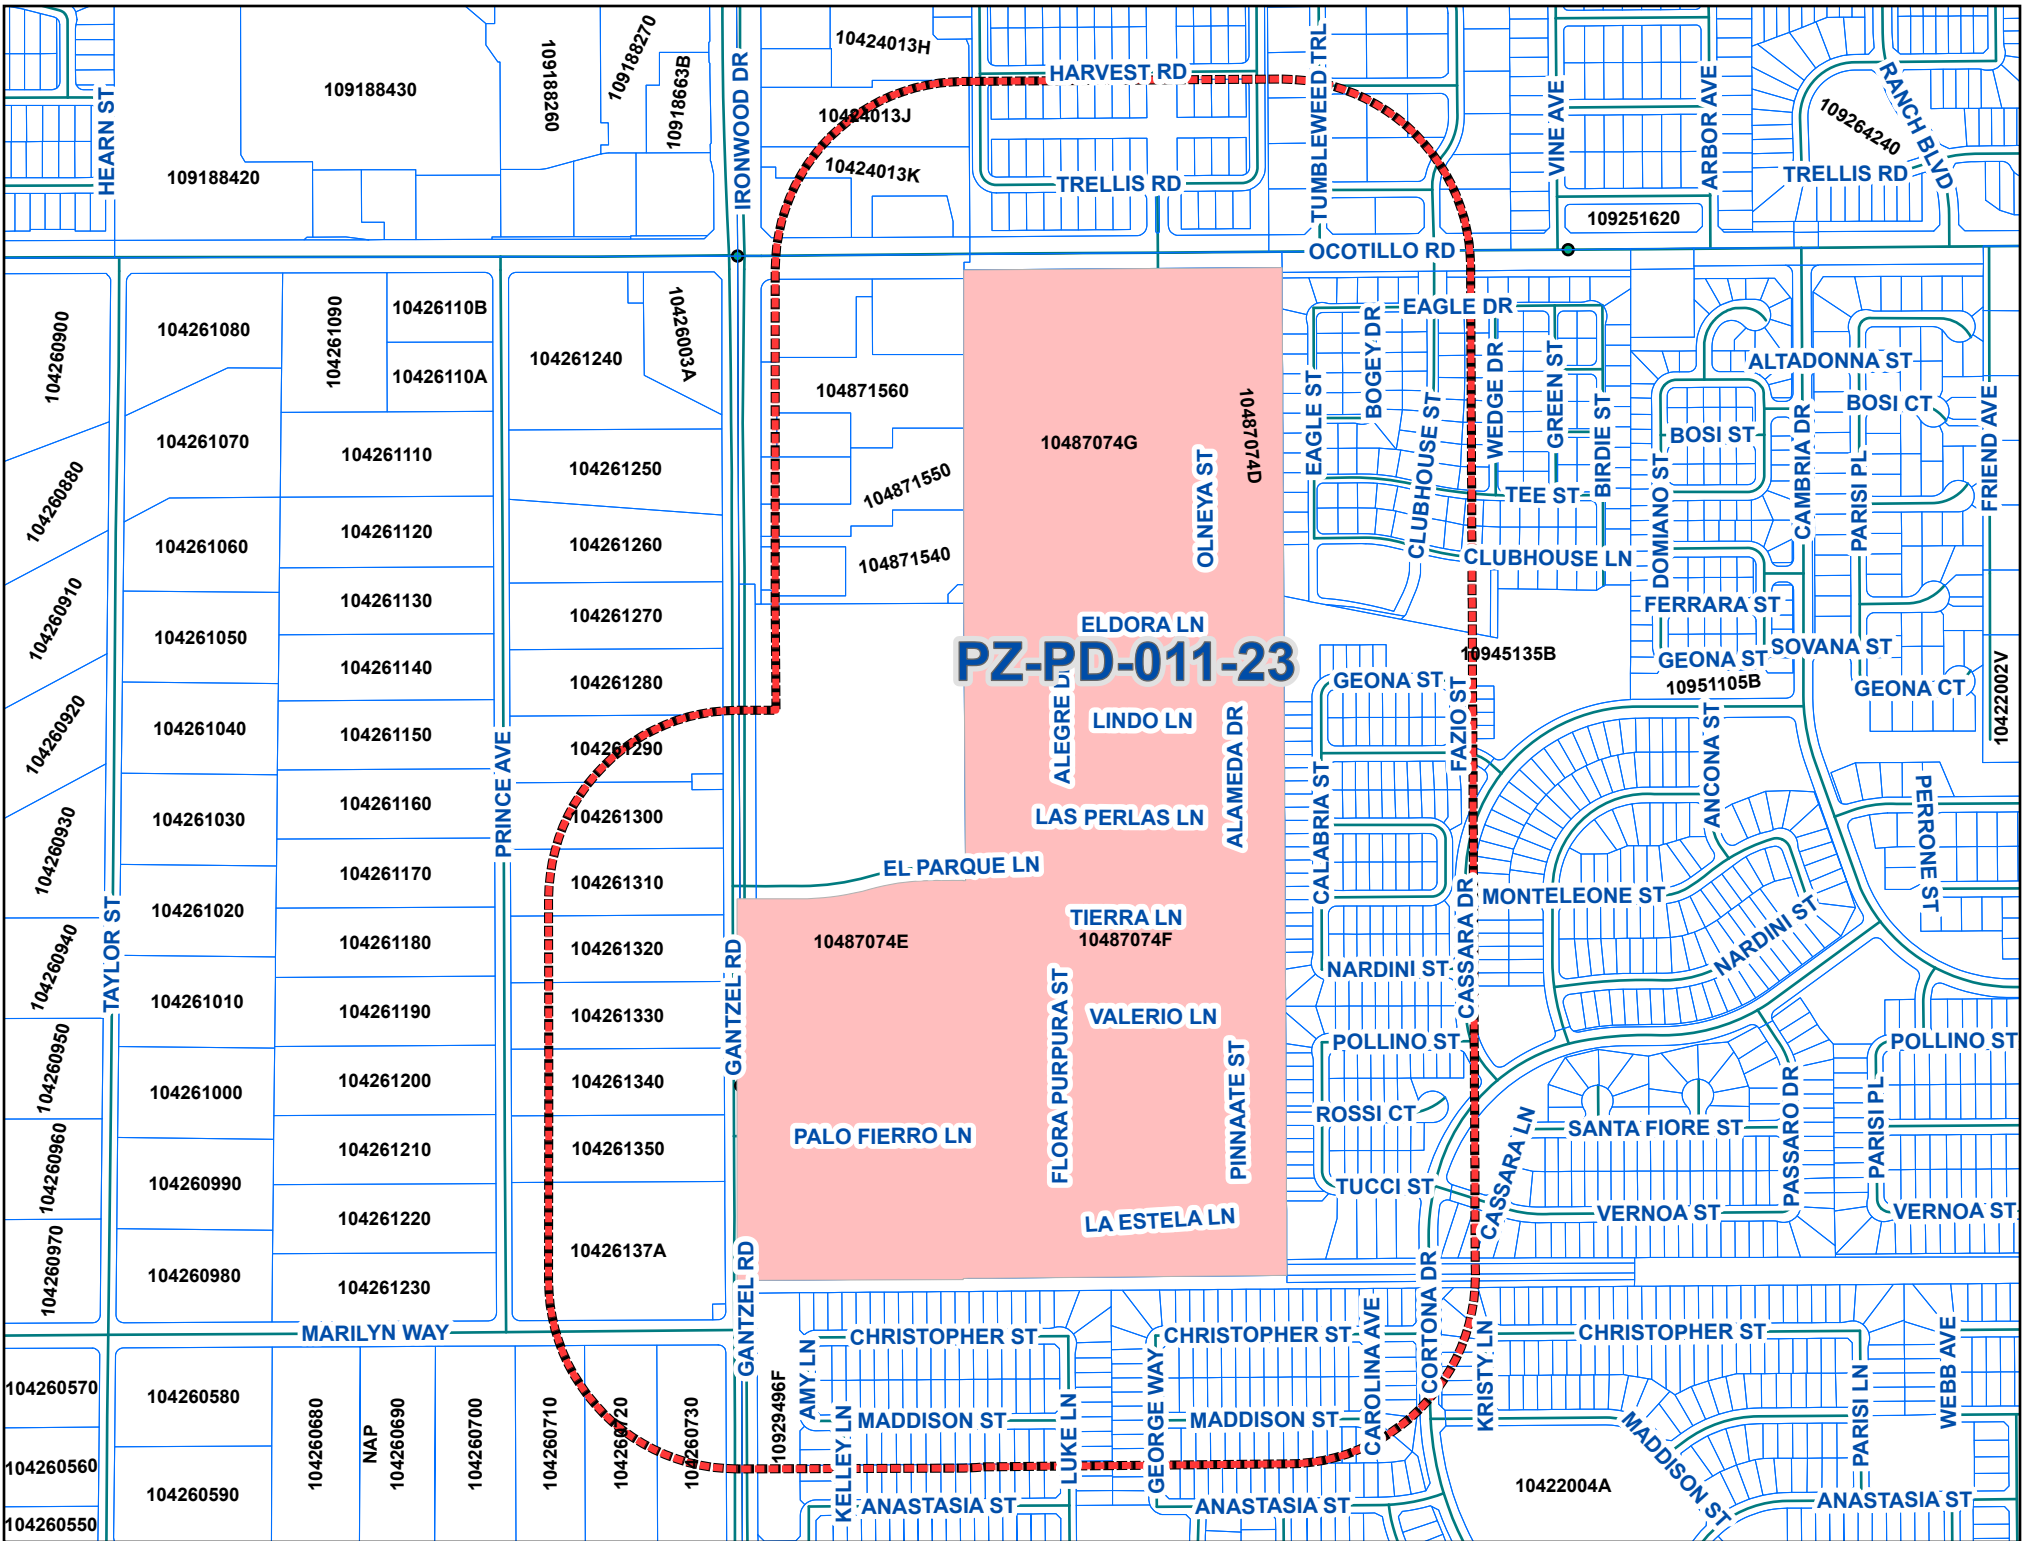 10424013H
109188270
HARVEST RD
109188430
109188260
10918663B
IRONWOOD DR
TUMBLEWEED TRL
HEARN ST
VINE AVE
ARBOR AVE
RANCH BLVD
109264240
10424013J
10424013K
109188420
TRELLIS RD
TRELLIS RD
109251620
OCOTILLO RD
104260900
104261080
104261090
10426110B
10426110A
104261240
10426003A
EAGLE DR
BOGEY DR
WEDGE DR
GREEN ST
ALTADONNA ST
104871560
EAGLE ST
BIRDIE ST
BOSI CT
BOSI ST
CAMBRIA DR
FRIEND AVE
104261070
104261110
104261250
10487074G
10487074D
OLNEYA ST
CLUBHOUSE ST
TEE ST
DOMIANO ST
PARISI PL
104260880
104871550
104261060
104261120
104261260
104871540
CLUBHOUSE LN
104260910
104261130
104261270
ELDORA LN
FERRARA ST
104261050
104261140
PZ-PD-011-23
10945135B
SOVANA ST
GEONA ST
10951105B
GEONA CT
10422002V
104260920
104261280
GEONA ST
FAZIO ST
104261040
104261150
PRINCE AVE
104261290
ALEGRE DR
LINDO LN
ALAMEDA DR
ANCONA ST
104260930
104261030
104261160
104261300
LAS PERLAS LN
CALABRIA ST
PERRONE ST
104261170
104261310
EL PARQUE LN
MONTELEONE ST
TAYLOR ST
104261020
104261180
104261320
GANTZEL RD
10487074E
TIERRA LN
10487074F
NARDINI ST
CASSARA DR
NARDINI ST
104260940
104261010
104261190
104261330
FLORA PURPURA ST
VALERIO LN
POLLINO ST
POLLINO ST
104260950
104261000
104261200
104261340
PINNAATE ST
PASSARO DR
PARISI PL
ROSSI CT
104260960
104261210
104261350
PALO FIERRO LN
SANTA FIORE ST
CASSARA LN
104260990
104261220
TUCCI ST
VERNOA ST
VERNOA ST
LA ESTELA LN
104260970
104260980
104261230
10426137A
GANTZEL RD
CORTONA DR
MARILYN WAY
AMY LN
CHRISTOPHER ST
CHRISTOPHER ST
CAROLINA AVE
KRISTY LN
CHRISTOPHER ST
WEBB AVE
104260570
104260580
104260680
NAP
104260690
104260700
104260710
104260720
104260730
10929496F
KELLEY LN
MADDISON ST
LUKE LN
GEORGE WAY
MADDISON ST
MADDISON ST
PARISI LN
104260560
104260590
10422004A
ANASTASIA ST
ANASTASIA ST
ANASTASIA ST
104260550